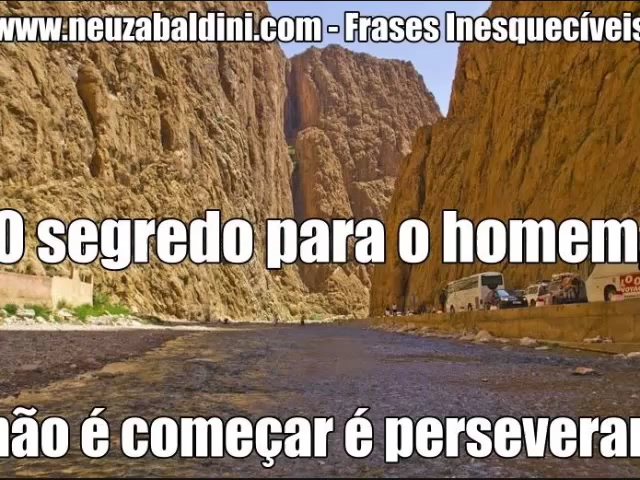 www.neuzabaldini.com - Frases Inesquecíveis
O segredo para o homem
não é começar é perseverar